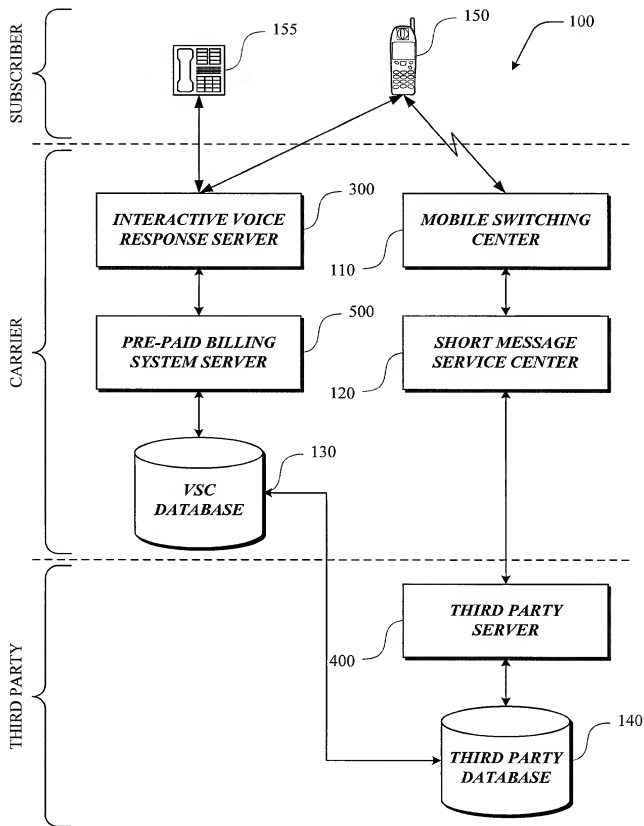 SUBSCRIBER
155
150
100
CARRIER
INTERACTIVE VOICE
RESPONSE SERVER
300
MOBILE SWITCHING
CENTER
110
PRE-PAID BILLING
SYSTEM SERVER
500
SHORT MESSAGE
SERVICE CENTER
120
VSC
DATABASE
130
THIRD PARTY
THIRD PARTY
SERVER
400
THIRD PARTY
DATABASE
140